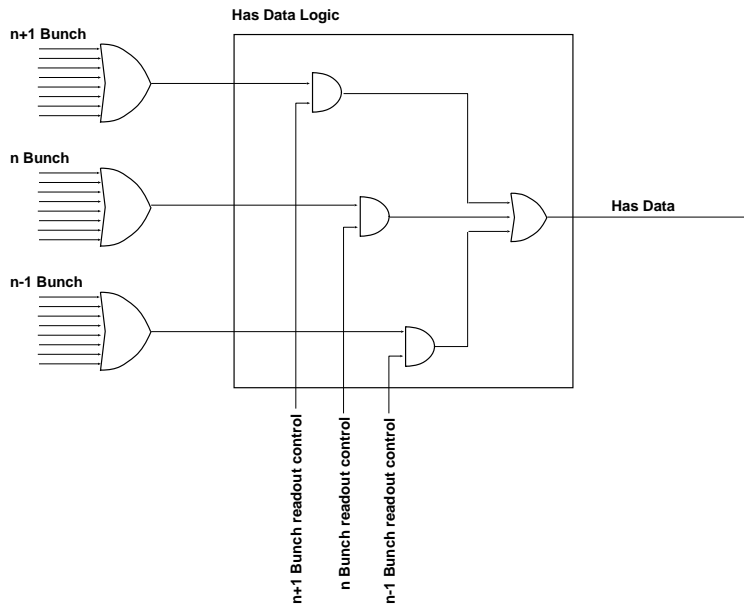 Has Data Logic
n+1 Bunch
n Bunch
Has Data
n-1 Bunch
n+1 Bunch readout control
n Bunch readout control
n-1 Bunch readout control